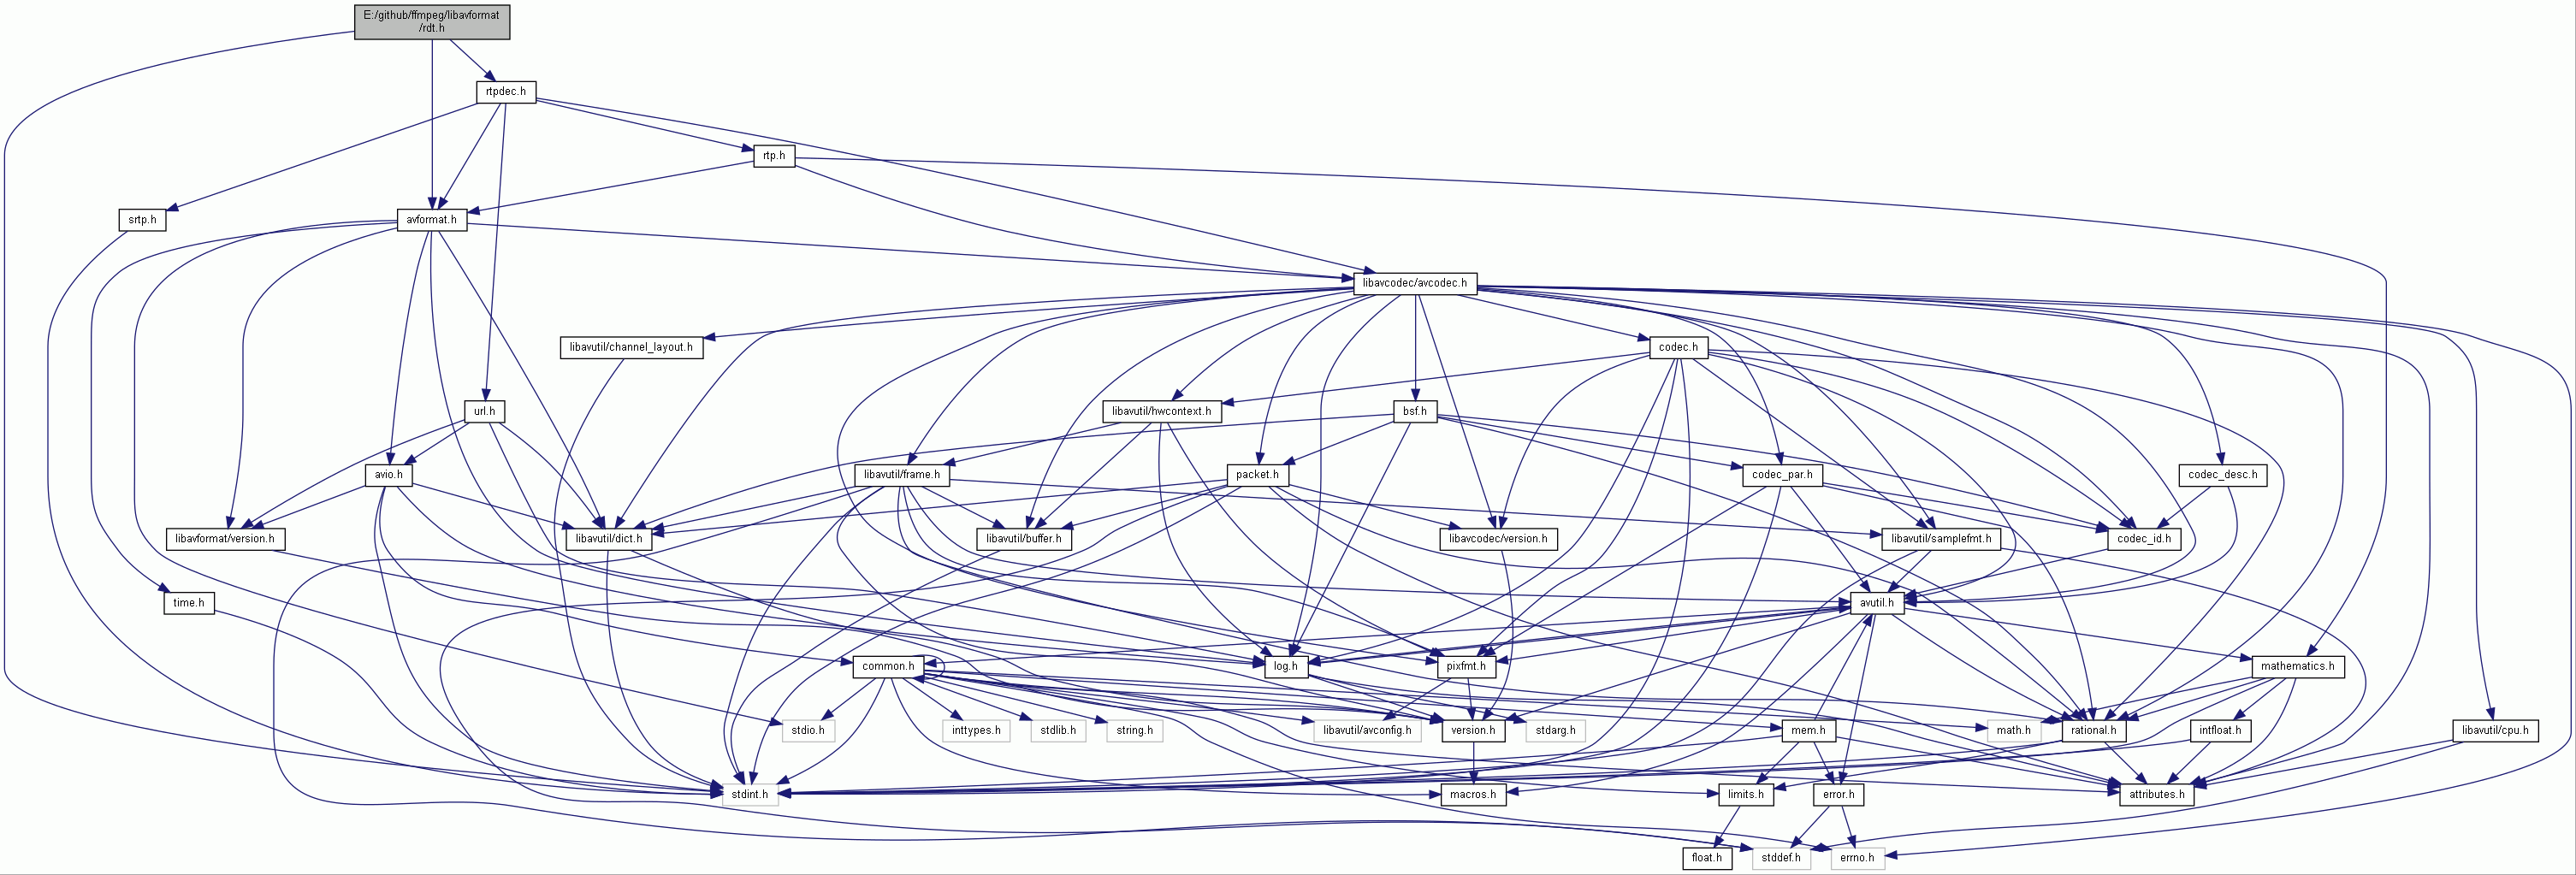 E:/github/ffmpeg/libavformat
/rdt.h
rtpdec.h
rtp.h
srtp.h
avformat.h
libavcodec/avcodec.h
libavutil/channel_layout.h
codec.h
url.h
libavutil/hwcontext.h
bsf.h
avio.h
libavutil/frame.h
packet.h
codec_par.h
codec_desc.h
libavformat/version.h
libavutil/dict.h
libavutil/buffer.h
libavcodec/version.h
libavutil/samplefmt.h
codec_id.h
time.h
avutil.h
common.h
log.h
pixfmt.h
mathematics.h
stdio.h
inttypes.h
stdlib.h
string.h
libavutil/avconfig.h
version.h
stdarg.h
mem.h
math.h
rational.h
intfloat.h
libavutil/cpu.h
stdint.h
macros.h
limits.h
error.h
attributes.h
float.h
stddef.h
errno.h